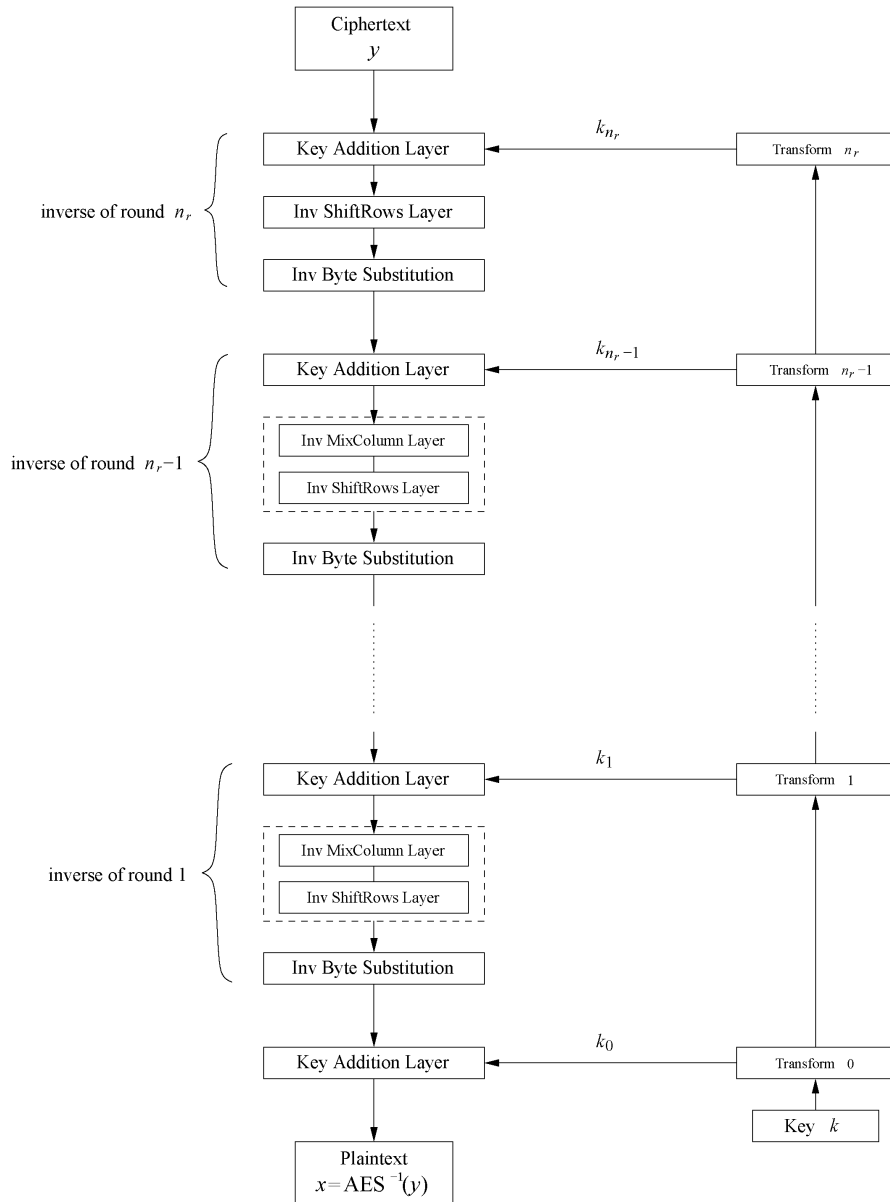 Ciphertext
y
k_{n_r}
Key Addition Layer
Transform n_r
inverse of round n_r
Inv ShiftRows Layer
Inv Byte Substitution
k_{n_r−1}
Key Addition Layer
Transform n_r−1
Inv MixColumn Layer
inverse of round n_r−1
Inv ShiftRows Layer
Inv Byte Substitution
k_1
Key Addition Layer
Transform 1
Inv MixColumn Layer
inverse of round 1
Inv ShiftRows Layer
Inv Byte Substitution
k_0
Key Addition Layer
Transform 0
Key k
Plaintext
x=AES^{−1}(y)